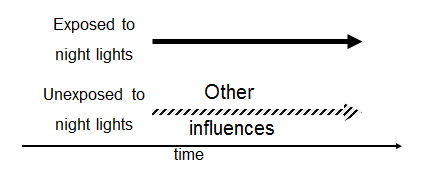 Exposed to
night lights
Unexposed to
night lights
Other
influences
time